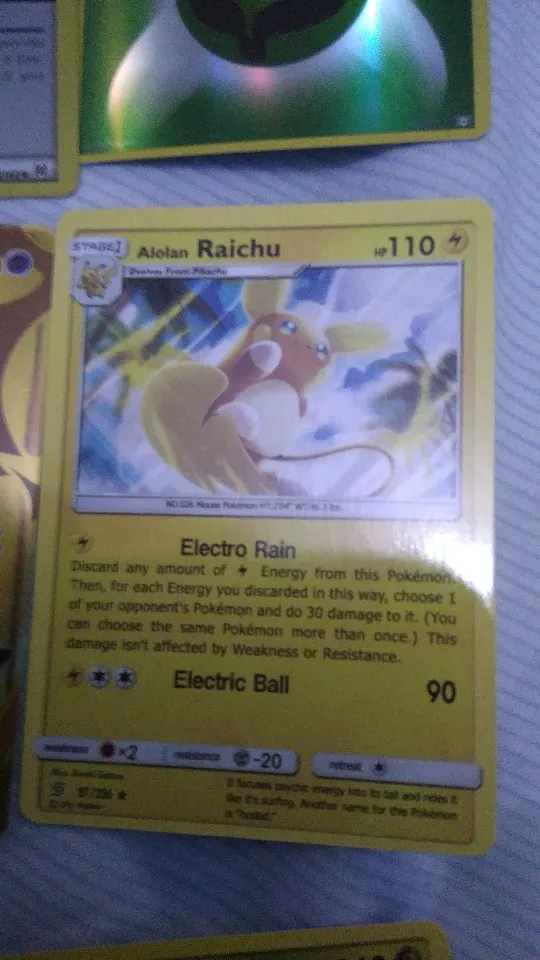 STAGE1
Alolan Raichu
HP110
Evolves From Pikachu
NO.026 Mouse Pokémon HT:2'04" WT:46.3 lbs.
Electro Rain
Discard any amount of Energy from this Pokémon.
Then, for each Energy you discarded in this way, choose 1
of your opponent's Pokémon and do 30 damage to it. (You
can choose the same Pokémon more than once.) This
damage isn't affected by Weakness or Resistance.
Electric Ball 90
weakness ×2 resistance -20 retreat
57/236
"It focuses psychic energy into its tail and rides it
like it's surfing. Another name for this Pokémon
is "hodad."